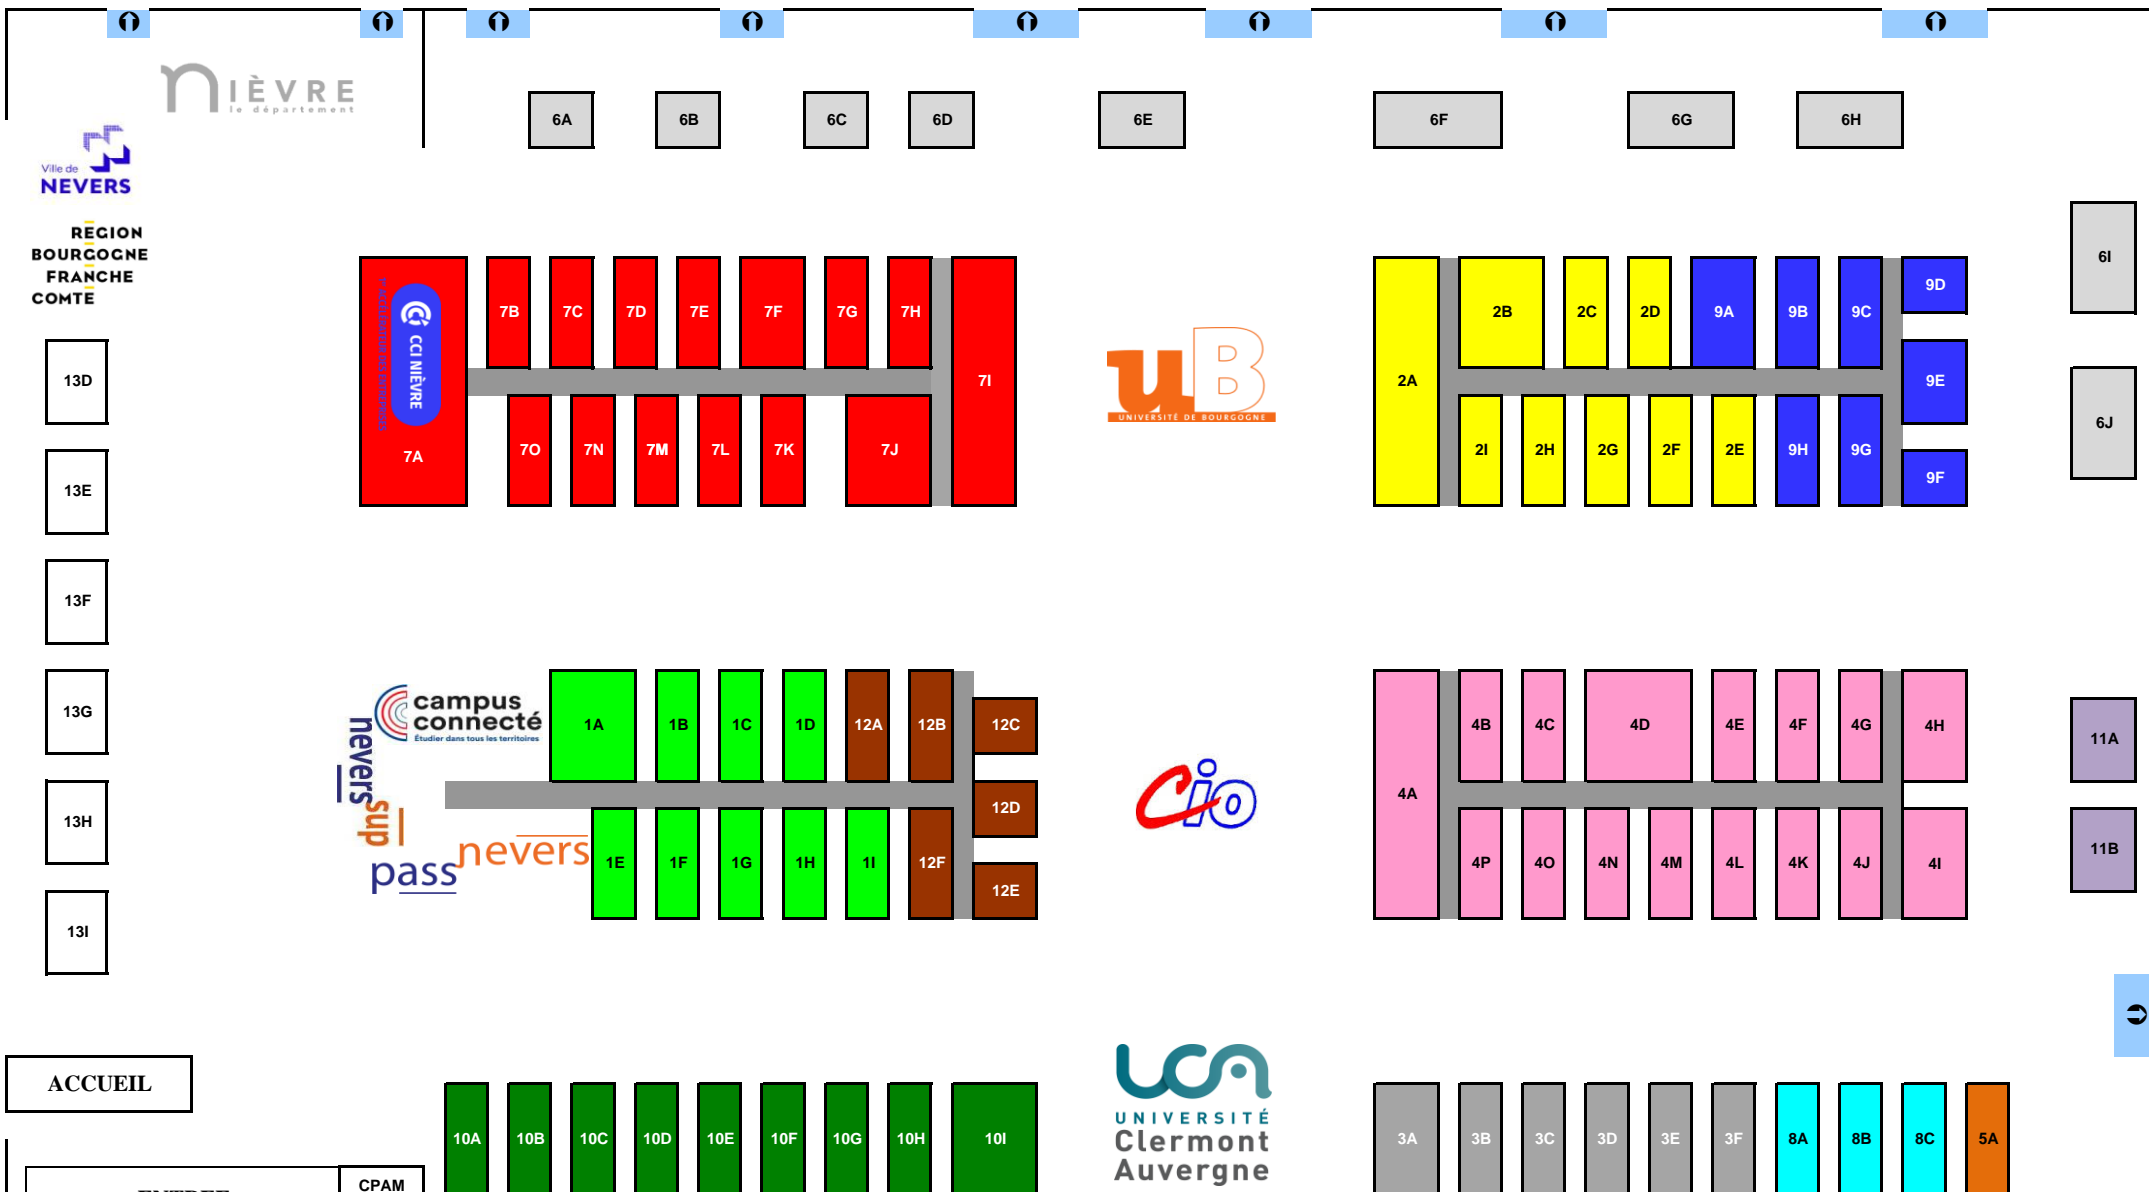 NIÈVRE
le département
6A
6B
6C
6D
6E
6F
6G
6H
Ville de
NEVERS
REGION
BOURGOGNE
FRANCHE
COMTE
6I
6J
7A
CCI NIÈVRE
7B
7C
7D
7E
7F
7G
7H
7I
7O
7N
7M
7L
7K
7J
uB
UNIVERSITÉ DE BOURGOGNE
2A
2B
2C
2D
9A
9B
9C
9D
9E
2I
2H
2G
2F
2E
9H
9G
9F
13D
13E
13F
13G
13H
13I
campus
connecté
Étudier dans tous les territoires
nevers
sup
pass
nevers
1A
1B
1C
1D
12A
12B
12C
12D
1E
1F
1G
1H
1I
12F
12E
Cio
4A
4B
4C
4D
4E
4F
4G
4H
4P
4O
4N
4M
4L
4K
4J
4I
11A
11B
ACCUEIL
CPAM
10A
10B
10C
10D
10E
10F
10G
10H
10I
UCA
UNIVERSITÉ
Clermont
Auvergne
3A
3B
3C
3D
3E
3F
8A
8B
8C
5A